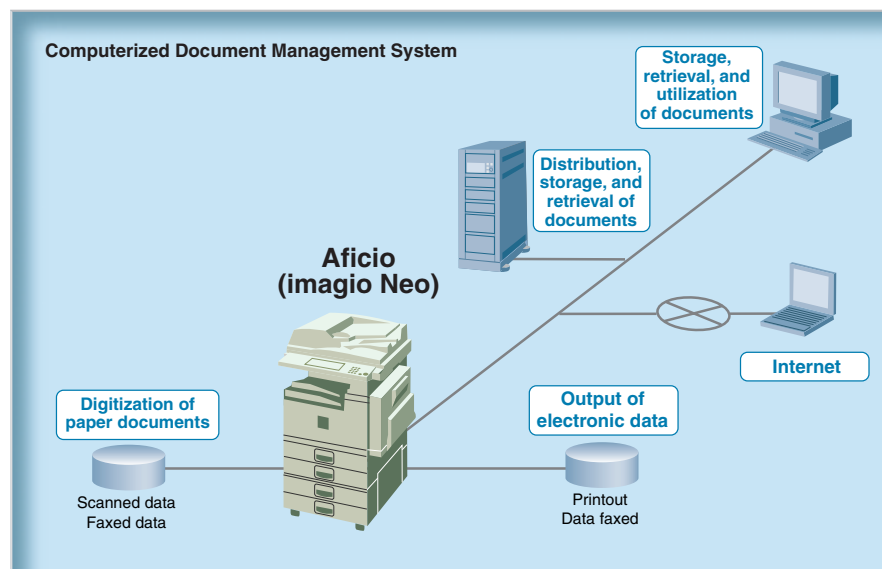 Computerized Document Management System
Storage,
retrieval, and
utilization
of documents
Distribution,
storage, and
retrieval of
documents
Aficio
(imagio Neo)
Internet
Digitization of
paper documents
Output of
electronic data
Scanned data
Faxed data
Printout
Data faxed